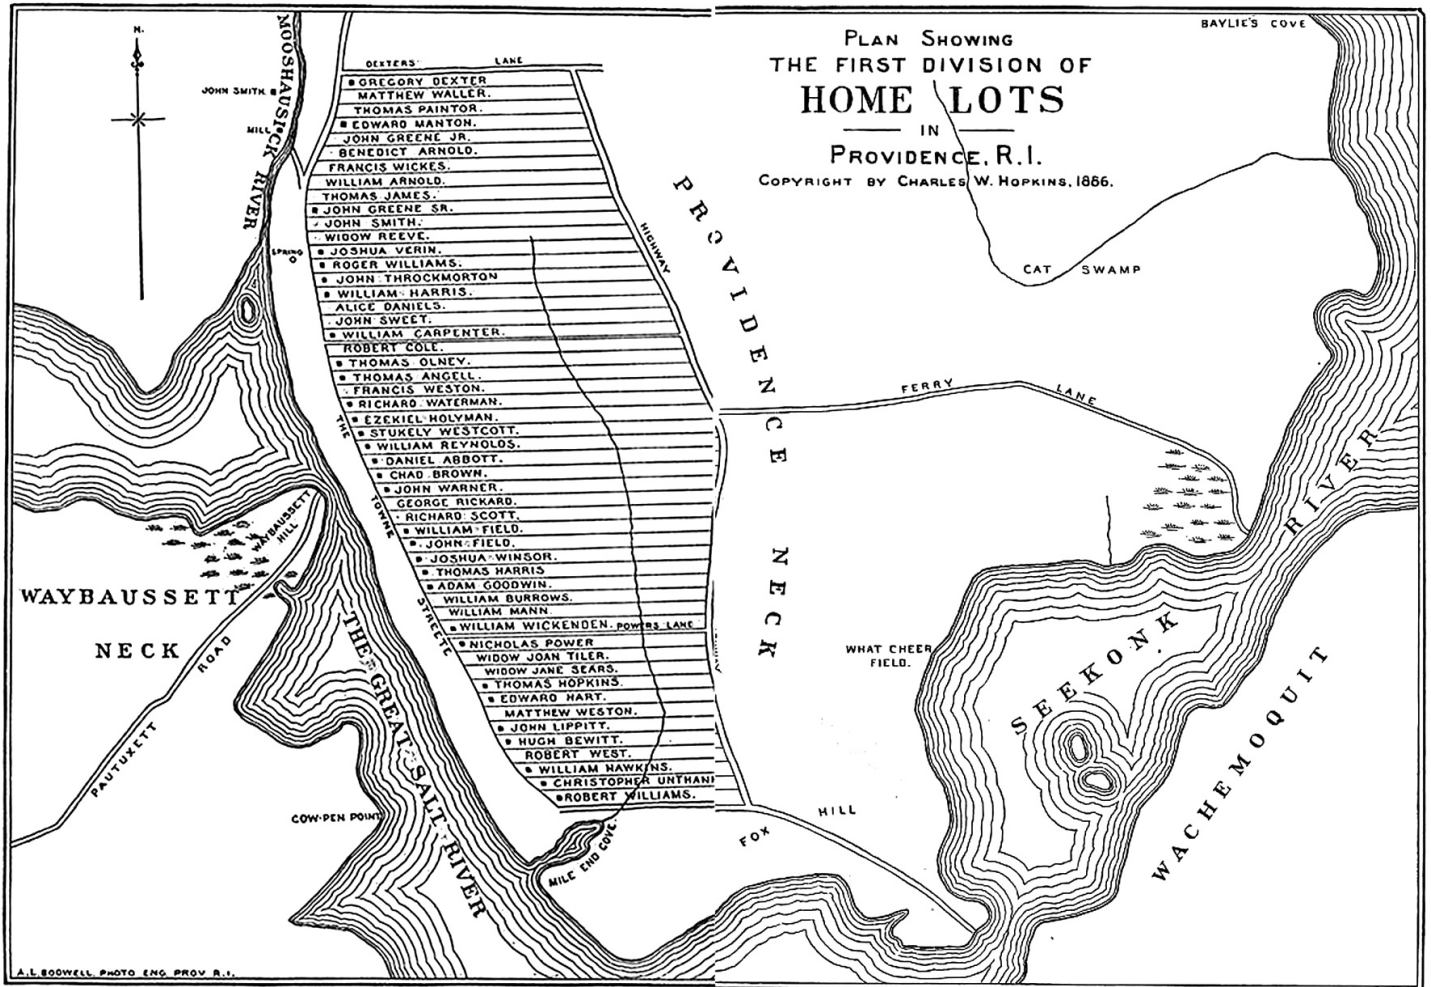 N.
MOOSHAUSICK RIVER
JOHN SMITH.
MILL
SPRING
DEXTERS' LANE
GREGORY DEXTER
MATTHEW WALLER.
THOMAS PAINTOR.
EDWARD MANTON.
JOHN GREENE JR.
BENEDICT ARNOLD.
FRANCIS WICKES.
WILLIAM ARNOLD.
THOMAS JAMES.
JOHN GREENE SR.
JOHN SMITH.
WIDOW REEVE.
JOSHUA VERIN.
ROGER WILLIAMS.
JOHN THROCKMORTON
WILLIAM HARRIS.
ALICE DANIELS.
JOHN SWEET.
WILLIAM CARPENTER.
ROBERT COLE.
THOMAS OLNEY.
THOMAS ANGELL.
FRANCIS WESTON.
RICHARD WATERMAN.
EZEKIEL HOLYMAN.
STUKELY WESTCOTT.
WILLIAM REYNOLDS.
DANIEL ABBOTT.
CHAD BROWN.
JOHN WARNER.
GEORGE RICKARD.
RICHARD SCOTT.
WILLIAM FIELD.
JOHN FIELD.
JOSHUA WINSOR.
THOMAS HARRIS
ADAM GOODWIN.
WILLIAM BURROWS.
WILLIAM MANN.
WILLIAM WICKENDEN. POWERS LANE
NICHOLAS POWER
WIDOW JOAN TILER.
WIDOW JANE SEARS.
THOMAS HOPKINS.
EDWARD HART.
MATTHEW WESTON.
JOHN LIPPITT.
HUGH BEWITT.
ROBERT WEST.
WILLIAM HAWKINS.
CHRISTOPHER UNTHAN
ROBERT WILLIAMS.
THE TOWNE STREETE
HIGHWAY
PLAN SHOWING
THE FIRST DIVISION OF
HOME LOTS
IN
PROVIDENCE, R.I.
COPYRIGHT BY CHARLES W. HOPKINS, 1886.
BAYLIE'S COVE
CAT SWAMP
PROVIDENCE NECK
FERRY LANE
WHAT CHEER
FIELD.
SEEKONK RIVER
WACHEMOQUIT
FOX HILL
MILE END COVE.
WAYBAUSSETT
HILL
WAYBAUSSETT
NECK
PAUTUXETT ROAD
THE GREAT SALT RIVER
COW-PEN POINT
A.L. BODWELL, PHOTO ENG PROV R.I.